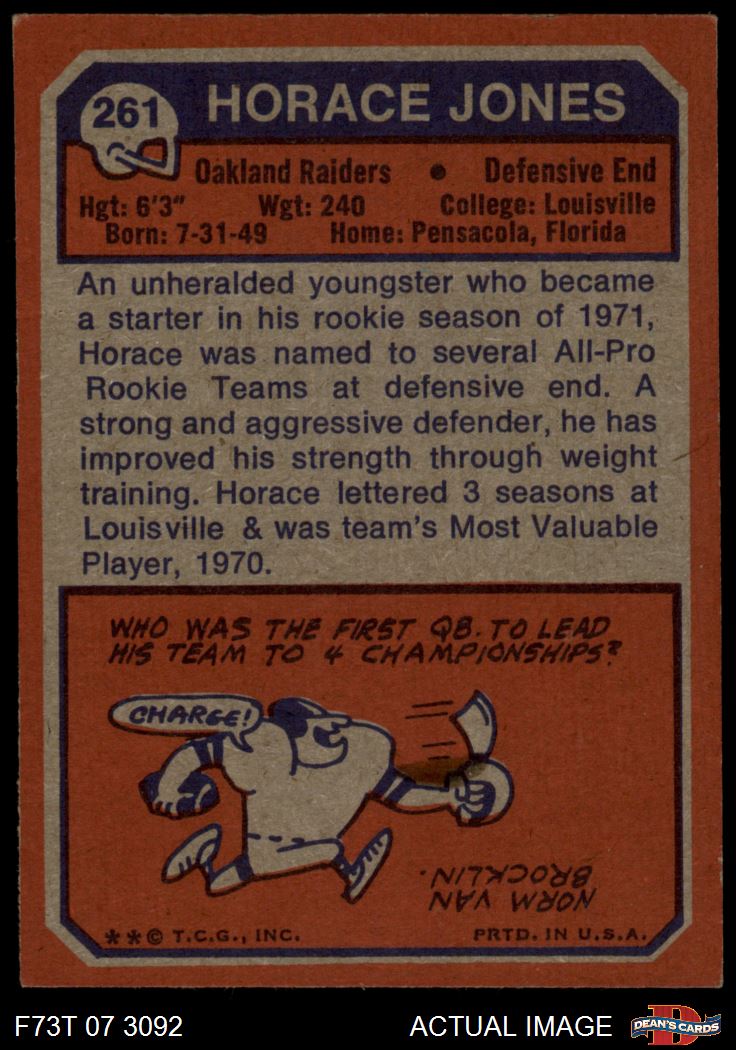 261
HORACE JONES
Oakland Raiders • Defensive End
Hgt: 6'3" Wgt: 240 College: Louisville
Born: 7-31-49 Home: Pensacola, Florida
An unheralded youngster who became
a starter in his rookie season of 1971,
Horace was named to several All-Pro
Rookie Teams at defensive end. A
strong and aggressive defender, he has
improved his strength through weight
training. Horace lettered 3 seasons at
Louisville & was team's Most Valuable
Player, 1970.
WHO WAS THE FIRST QB. TO LEAD
HIS TEAM TO 4 CHAMPIONSHIPS?
CHARGE!
NORM VAN
BROCKLIN.
**© T.C.G., INC. PRTD. IN U.S.A.
F73T 07 3092 ACTUAL IMAGE
D
DEAN'S CARDS